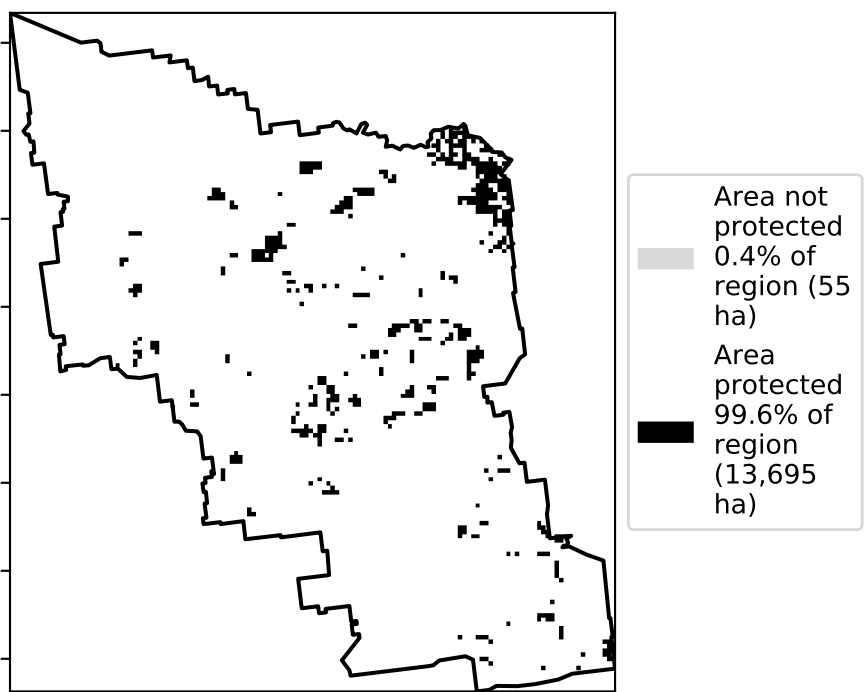 Area not
protected
0.4% of
region (55
ha)
Area
protected
99.6% of
region
(13,695
ha)